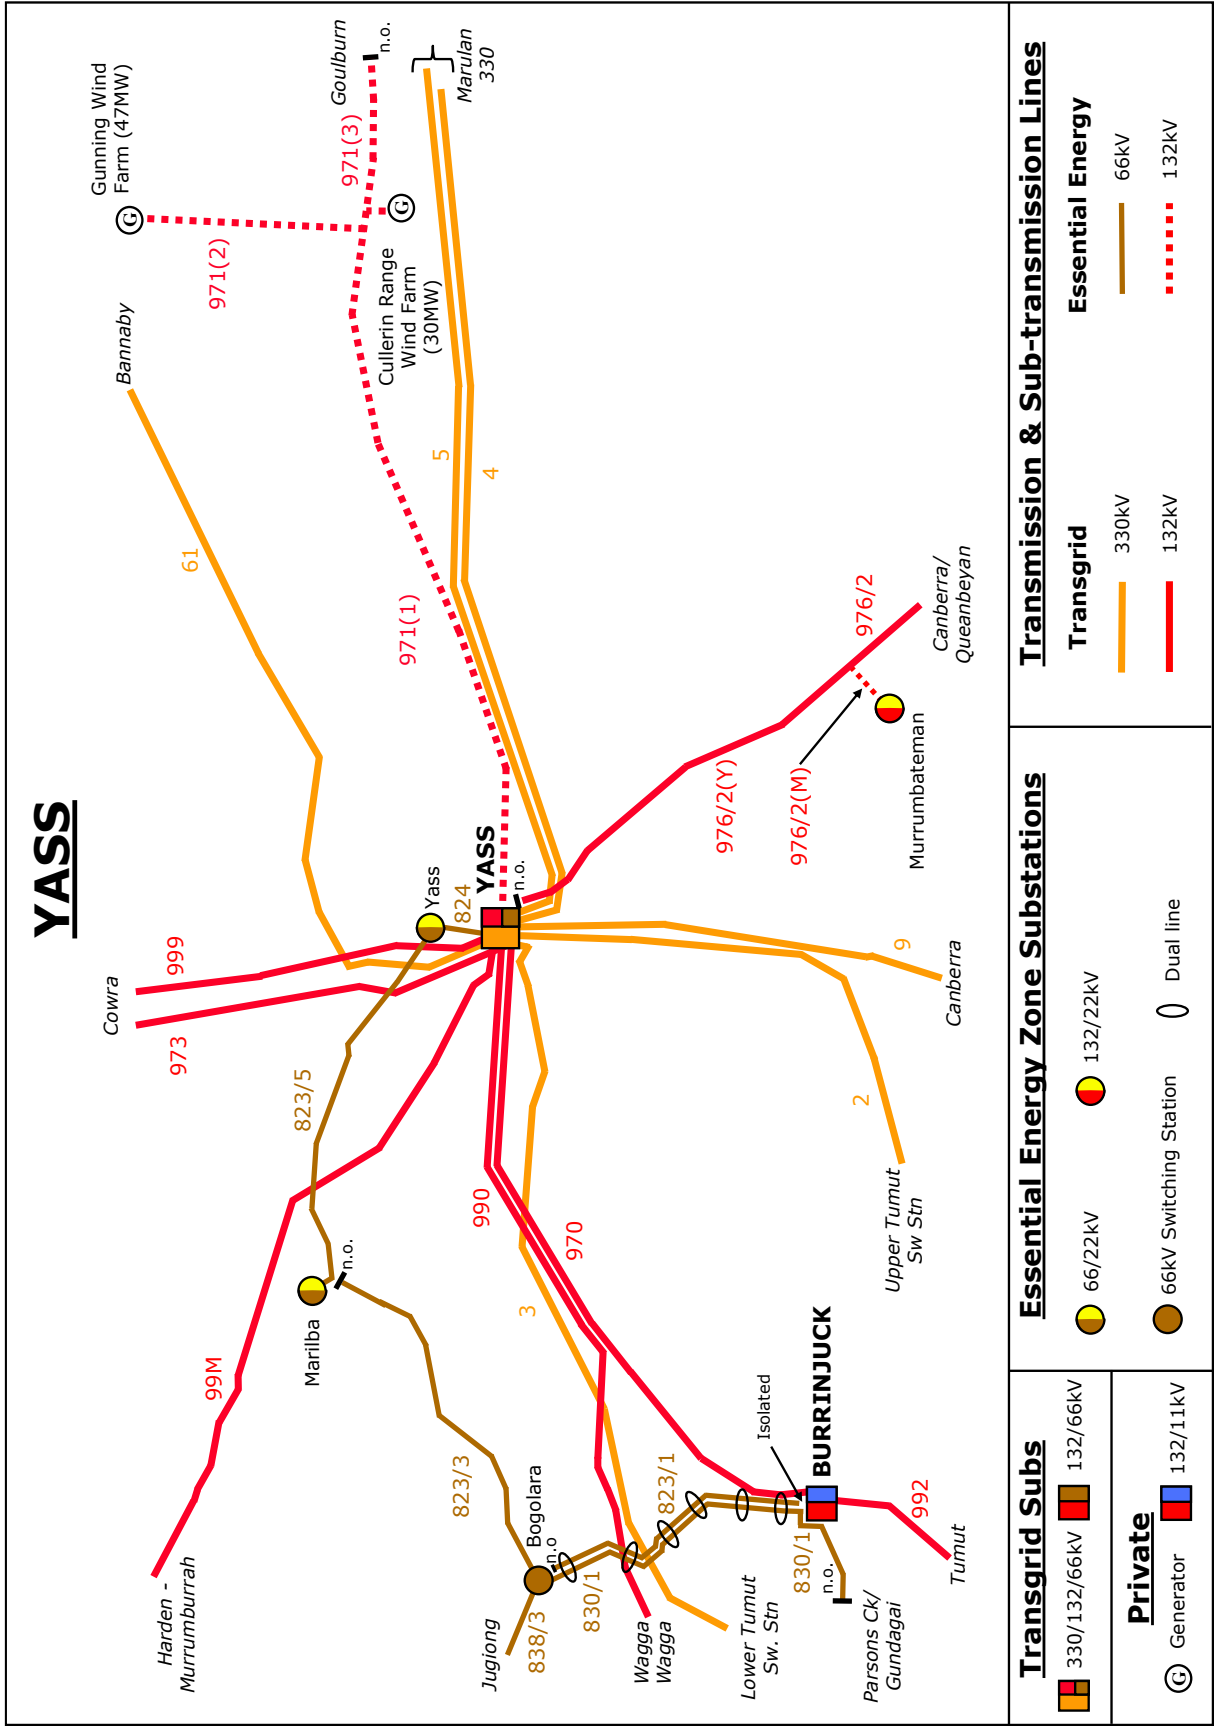 YASS
Gunning Wind
Farm (47MW)
971(2)
Goulburn
n.o.
971(3)
Marulan
330
Cullerin Range
Wind Farm
(30MW)
Bannaby
61
5
4
971(1)
Canberra/
Queanbeyan
976/2
976/2(Y)
976/2(M)
Murrumbateman
YASS
n.o.
Yass
824
Cowra
999
973
823/5
9
Canberra
2
Upper Tumut
Sw Stn
990
970
3
n.o.
Marilba
99M
Harden -
Murrumburrah
823/3
Bogolara
n.o
Jugiong
838/3
830/1
823/1
Wagga
Wagga
Lower Tumut
Sw. Stn
Isolated
BURRINJUCK
830/1
n.o.
Parsons Ck/
Gundagai
992
Tumut
Transgrid Subs
330/132/66kV
132/66kV
Private
G Generator
132/11kV
Essential Energy Zone Substations
66/22kV
132/22kV
66kV Switching Station
Dual line
Transmission & Sub-transmission Lines
Transgrid
Essential Energy
330kV
66kV
132kV
132kV
G
G